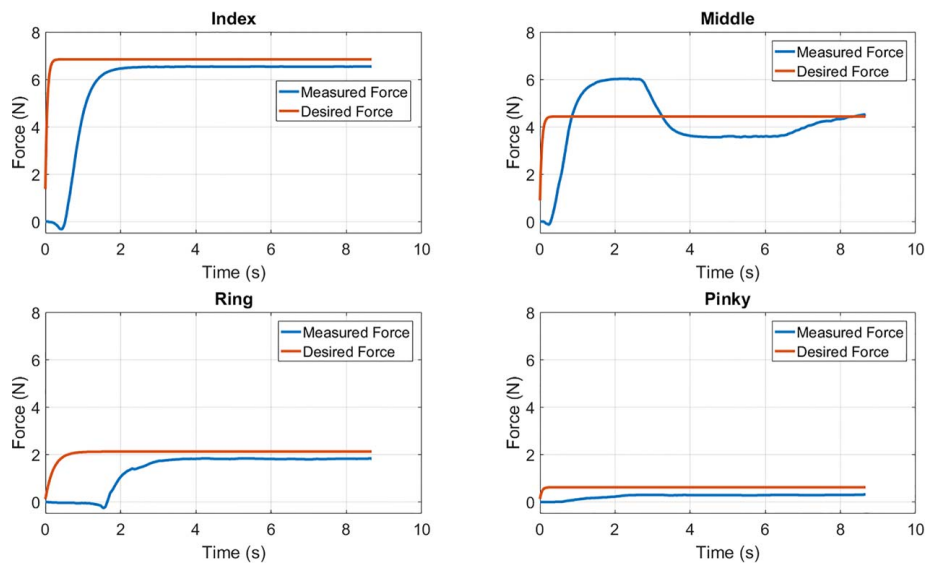 Index
8
6
4
2
0
Force (N)
Measured Force
Desired Force
0 2 4 6 8 10
Time (s)
Middle
8
6
4
2
0
Force (N)
Measured Force
Desired Force
0 2 4 6 8 10
Time (s)
Ring
8
6
4
2
0
Force (N)
Measured Force
Desired Force
0 2 4 6 8 10
Time (s)
Pinky
8
6
4
2
0
Force (N)
Measured Force
Desired Force
0 2 4 6 8 10
Time (s)